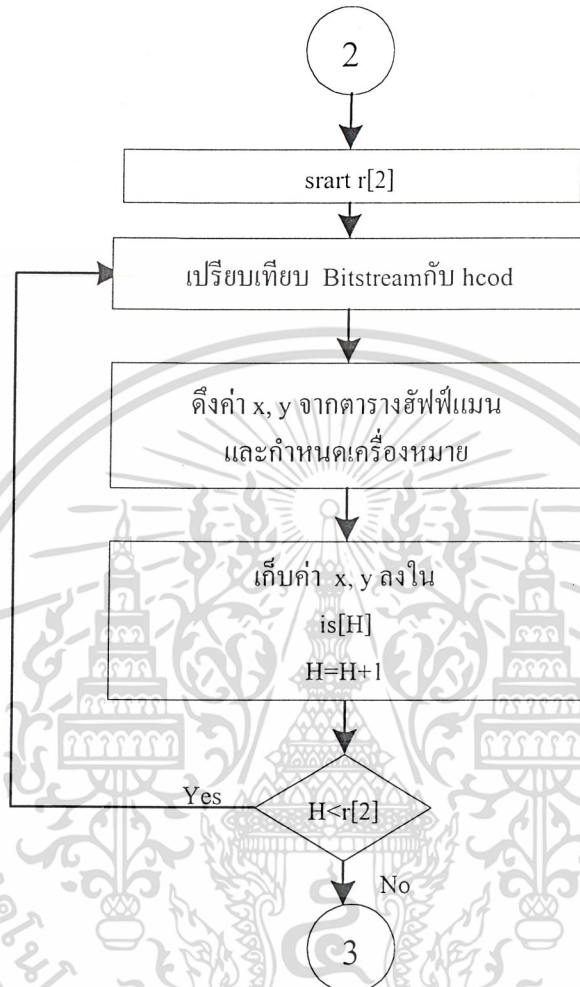 2
srart r[2]
เปรียบเทียบ Bitstreamกับ hcod
ดึงค่า x, y จากตารางฮัฟฟ์แมน
และกำหนดเครื่องหมาย
เก็บค่า x, y ลงใน
is[H]
H=H+1
H<r[2]
Yes
No
3